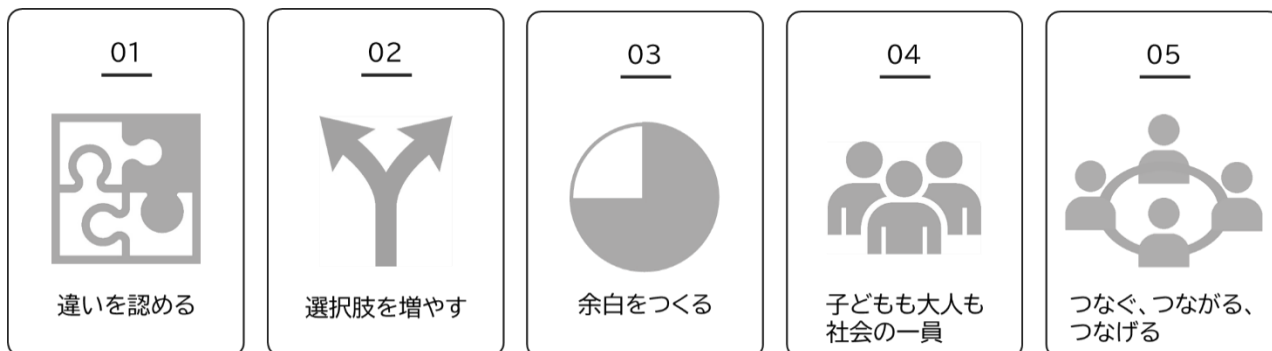 01
違いを認める
02
選択肢を増やす
03
余白をつくる
04
子どもも大人も
社会の一員
05
つなぐ、つながる、
つなげる